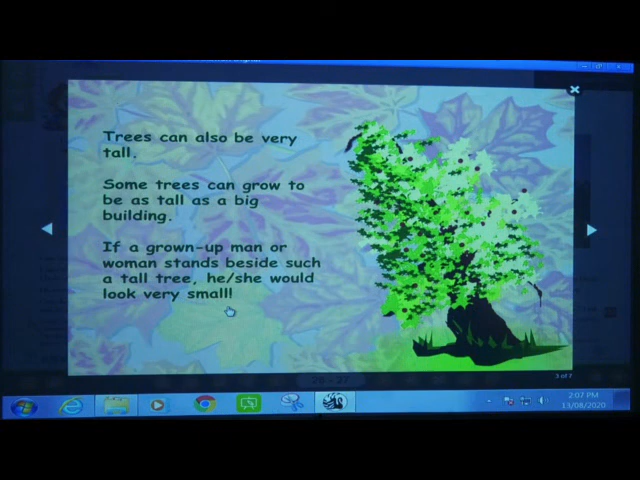 Trees can also be very
tall.
Some trees can grow to
be as tall as a big
building.
If a grown-up man or
woman stands beside such
a tall tree, he/she would
look very small!
3 of 7
2:07 PM
13/08/2020